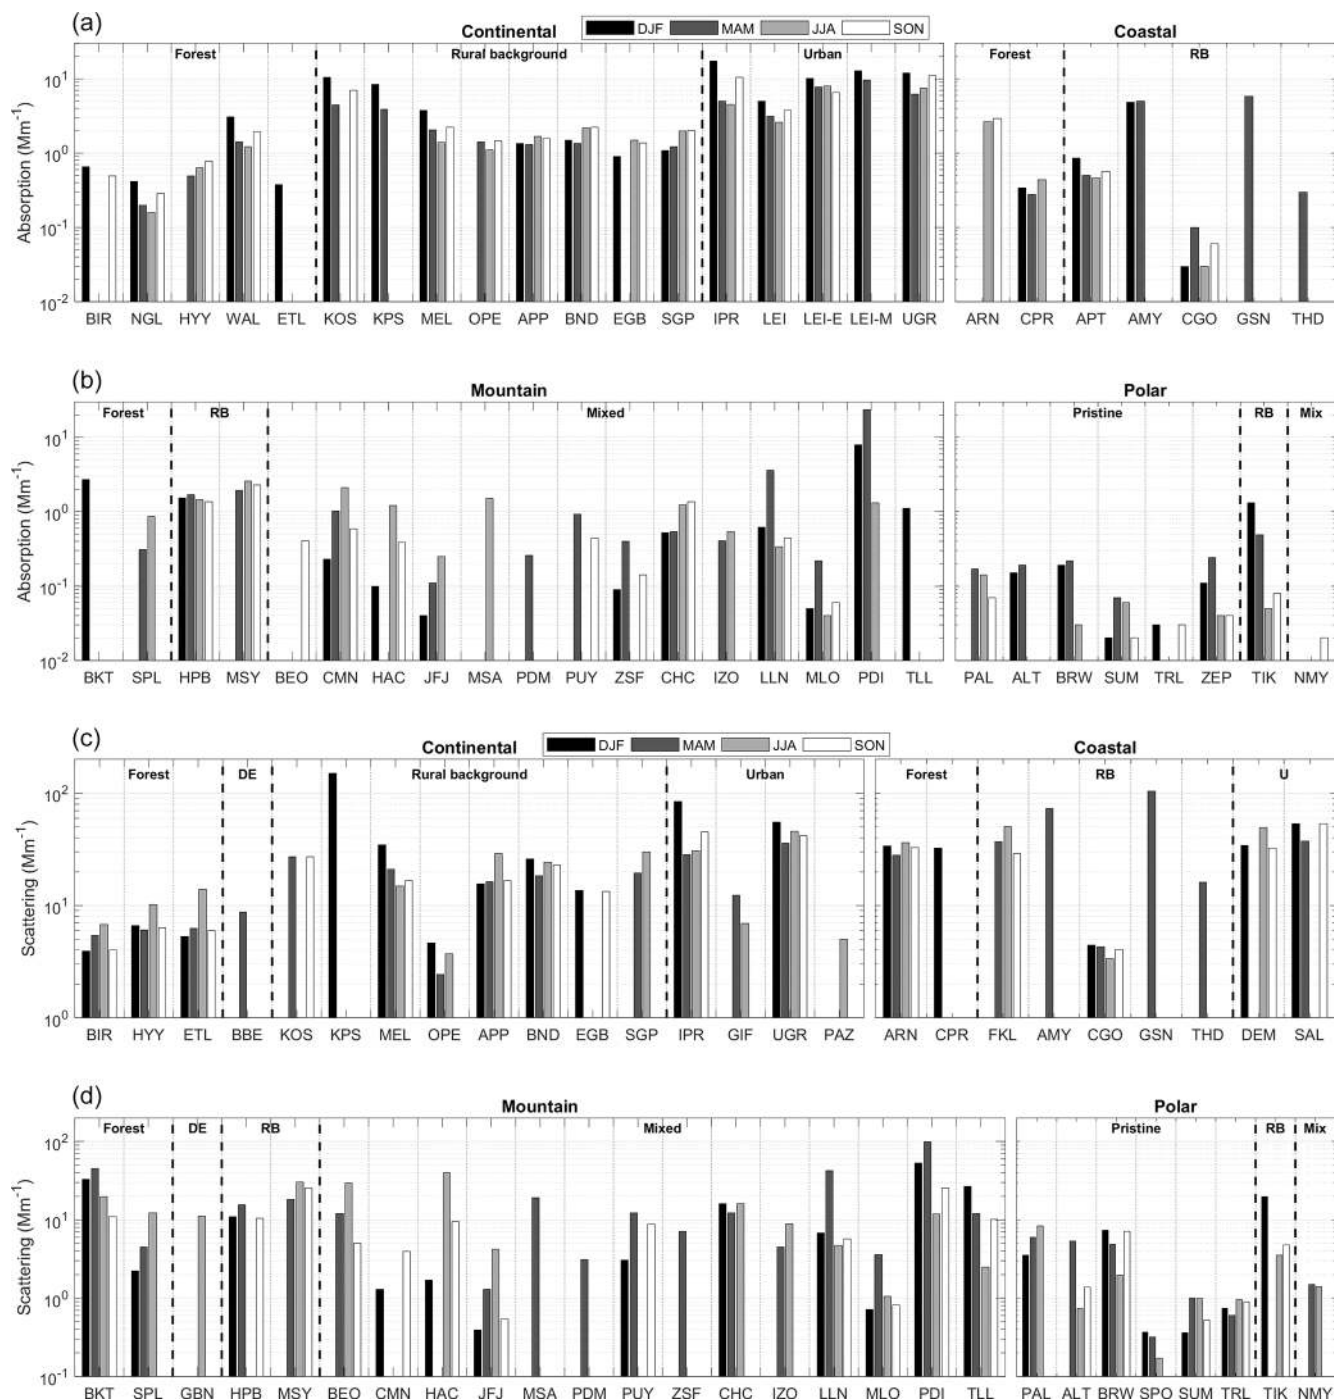 (a)
Continental
DJF MAM JJA SON
Coastal
Forest Rural background Urban Forest RB
Absorption (Mm⁻¹)
10¹
10⁰
10⁻¹
10⁻²
BIR NGL HYY WAL ETL KOS KPS MEL OPE APP BND EGB SGP IPR LEI LEI-E LEI-M UGR ARN CPR APT AMY CGO GSN THD
(b)
Mountain Polar
Forest RB Mixed Pristine RB Mix
Absorption (Mm⁻¹)
10¹
10⁰
10⁻¹
10⁻²
BKT SPL HPB MSY BEO CMN HAC JFJ MSA PDM PUY ZSF CHC IZO LLN MLO PDI TLL PAL ALT BRW SUM TRL ZEP TIK NMY
(c)
Continental
DJF MAM JJA SON
Coastal
Forest DE Rural background Urban Forest RB U
Scattering (Mm⁻¹)
10²
10¹
10⁰
BIR HYY ETL BBE KOS KPS MEL OPE APP BND EGB SGP IPR GIF UGR PAZ ARN CPR FKL AMY CGO GSN THD DEM SAL
(d)
Mountain Polar
Forest DE RB Mixed Pristine RB Mix
Scattering (Mm⁻¹)
10²
10¹
10⁰
10⁻¹
BKT SPL GBN HPB MSY BEO CMN HAC JFJ MSA PDM PUY ZSF CHC IZO LLN MLO PDI TLL PAL ALT BRW SPO SUM TRL TIK NMY